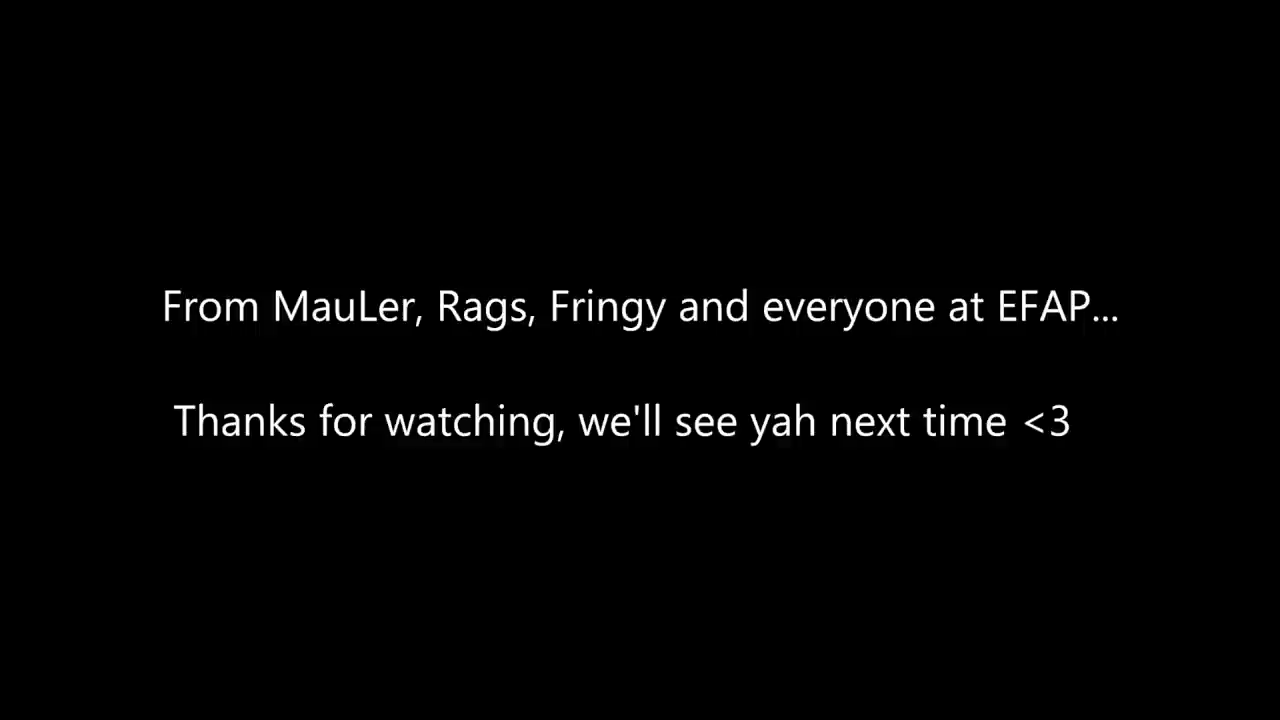 From MauLer, Rags, Fringy and everyone at EFAP...
Thanks for watching, we'll see yah next time <3